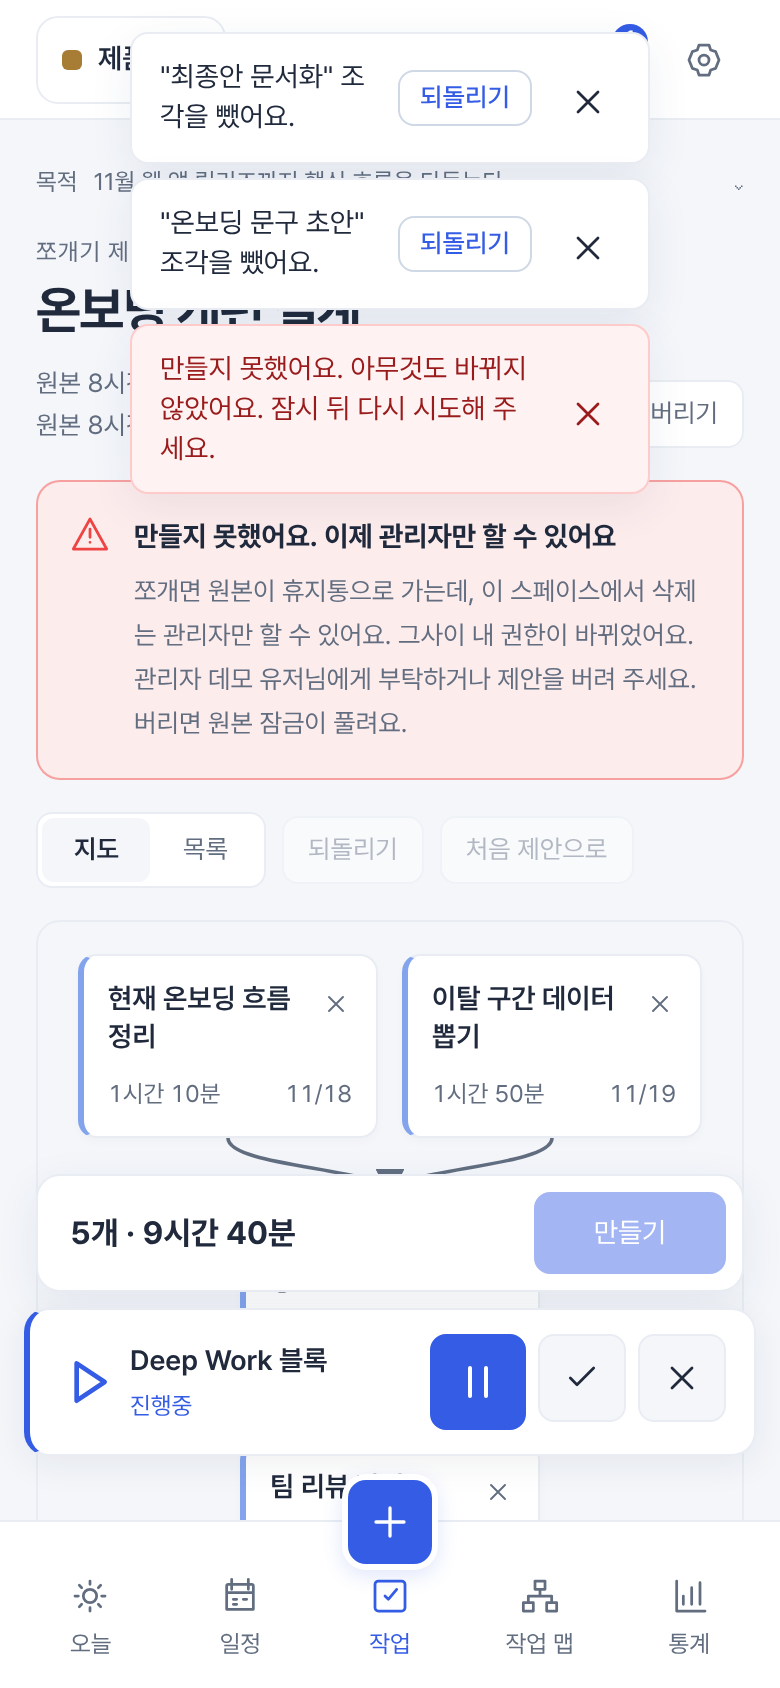 "최종안 문서화" 조
각을 뺐어요.
되돌리기
목적 11월
"온보딩 문구 초안"
조각을 뺐어요.
되돌리기
쪼개기 제
원본 8시
원본 8시
만들지 못했어요. 아무것도 바뀌지
않았어요. 잠시 뒤 다시 시도해 주
세요.
버리기
만들지 못했어요. 이제 관리자만 할 수 있어요
쪼개면 원본이 휴지통으로 가는데, 이 스페이스에서 삭제
는 관리자만 할 수 있어요. 그사이 내 권한이 바뀌었어요.
관리자 데모 유저님에게 부탁하거나 제안을 버려 주세요.
버리면 원본 잠금이 풀려요.
지도 목록 되돌리기 처음 제안으로
현재 온보딩 흐름
정리
1시간 10분 11/18
이탈 구간 데이터
뽑기
1시간 50분 11/19
5개 · 9시간 40분 만들기
Deep Work 블록
진행중
팀 리뷰
오늘 일정 작업 작업 맵 통계